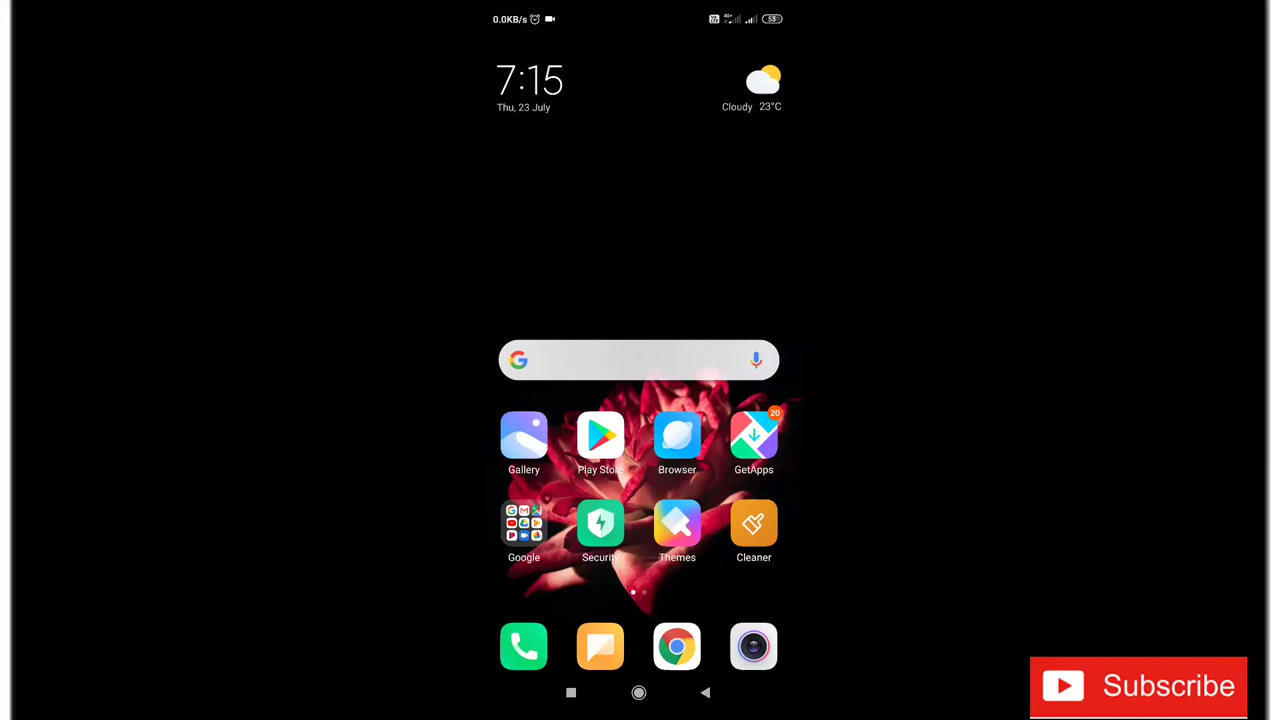 0.0KB/s 53
7:15
Thu, 23 July
Cloudy 23°C
20
Gallery Play Store Browser GetApps
Google Security Themes Cleaner
Subscribe